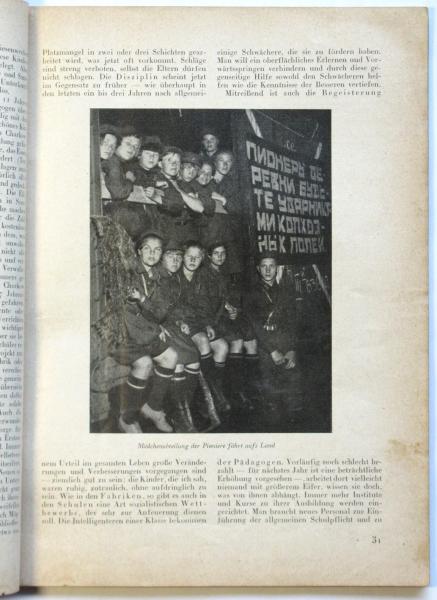 Platzmangel in zwei oder drei Schichten gear-
beitet wird, was jetzt oft vorkommt. Schläge
sind streng verboten, selbst die Eltern dürfen
nicht schlagen. Die Disziplin scheint jetzt
im Gegensatz zu früher — wie überhaupt in
den letzten ein bis drei Jahren nach allgemei-
einige Schwächere, die sie zu fördern haben.
Man will ein oberflächliches Erlernen und Vor-
wärtsspringen verhindern und durch diese ge-
genseitige Hilfe sowohl den Schwächeren hel-
fen wie die Kenntnisse der Besseren vertiefen.
Mitreißend ist auch die Begeisterung
ПИОНЕРЫ ДЕ
РЕВНИ БУДЬ
ТЕ УДАРНИКА
МИ КОЛХОЗ-
НЫХ ПОЛЕЙ
Mädchenabteilung der Pioniere fährt aufs Land
nem Urteil im gesamten Leben große Verände-
rungen und Verbesserungen vorgegangen sind
— ziemlich gut zu sein; die Kinder, die ich sah,
waren ruhig, zutraulich, ohne aufdringlich zu
sein. Wie in den Fabriken, so gibt es auch in
den Schulen eine Art sozialistischen Wett-
bewerbs, der sehr zur Anfeuerung dienen
soll. Die Intelligenteren einer Klasse bekommen
der Pädagogen. Vorläufig noch schlecht be-
zahlt — für nächstes Jahr ist eine beträchtliche
Erhöhung vorgesehen —, arbeitet dort vielleicht
niemand mit größerem Eifer, wissen sie doch,
was von ihnen abhängt. Immer mehr Institute
und Kurse zu ihrer Ausbildung werden ein-
gerichtet. Man braucht neues Personal zur Ein-
führung der allgemeinen Schulpflicht und zu
31